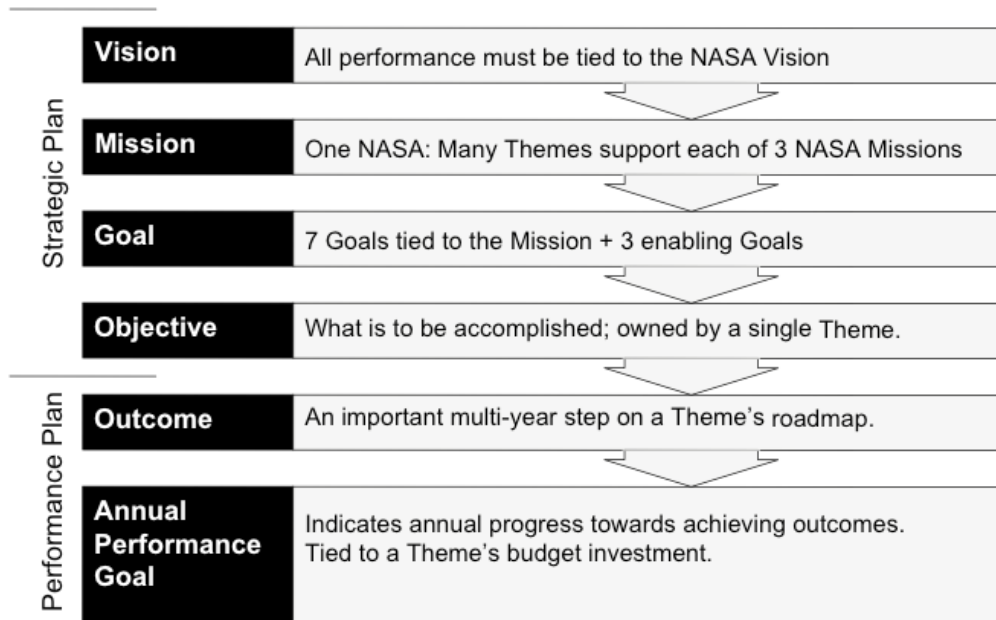 Strategic Plan
Vision
All performance must be tied to the NASA Vision
Mission
One NASA: Many Themes support each of 3 NASA Missions
Goal
7 Goals tied to the Mission + 3 enabling Goals
Objective
What is to be accomplished; owned by a single Theme.
Performance Plan
Outcome
An important multi-year step on a Theme’s roadmap.
Annual
Performance
Goal
Indicates annual progress towards achieving outcomes.
Tied to a Theme’s budget investment.